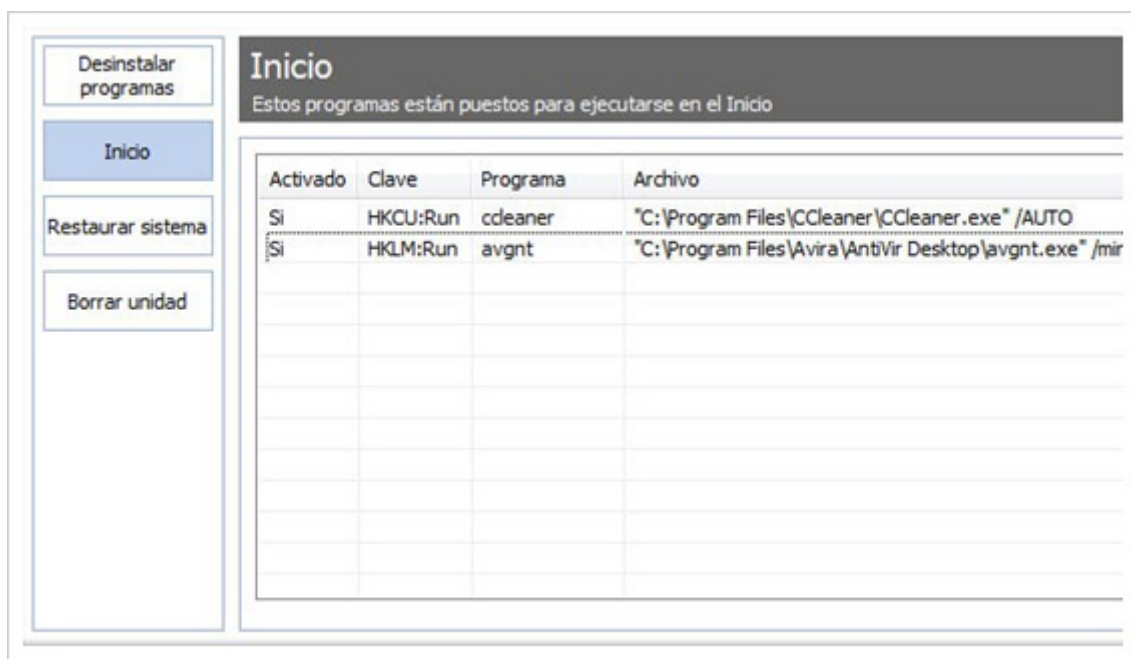 Desinstalar
programas
Inicio
Restaurar sistema
Borrar unidad
Inicio
Estos programas están puestos para ejecutarse en el Inicio
Activado Clave Programa Archivo
Si HKCU:Run ccleaner "C:\Program Files\CCleaner\CCleaner.exe" /AUTO
Si HKLM:Run avgnt "C:\Program Files\Avira\AntiVir Desktop\avgnt.exe" /mir